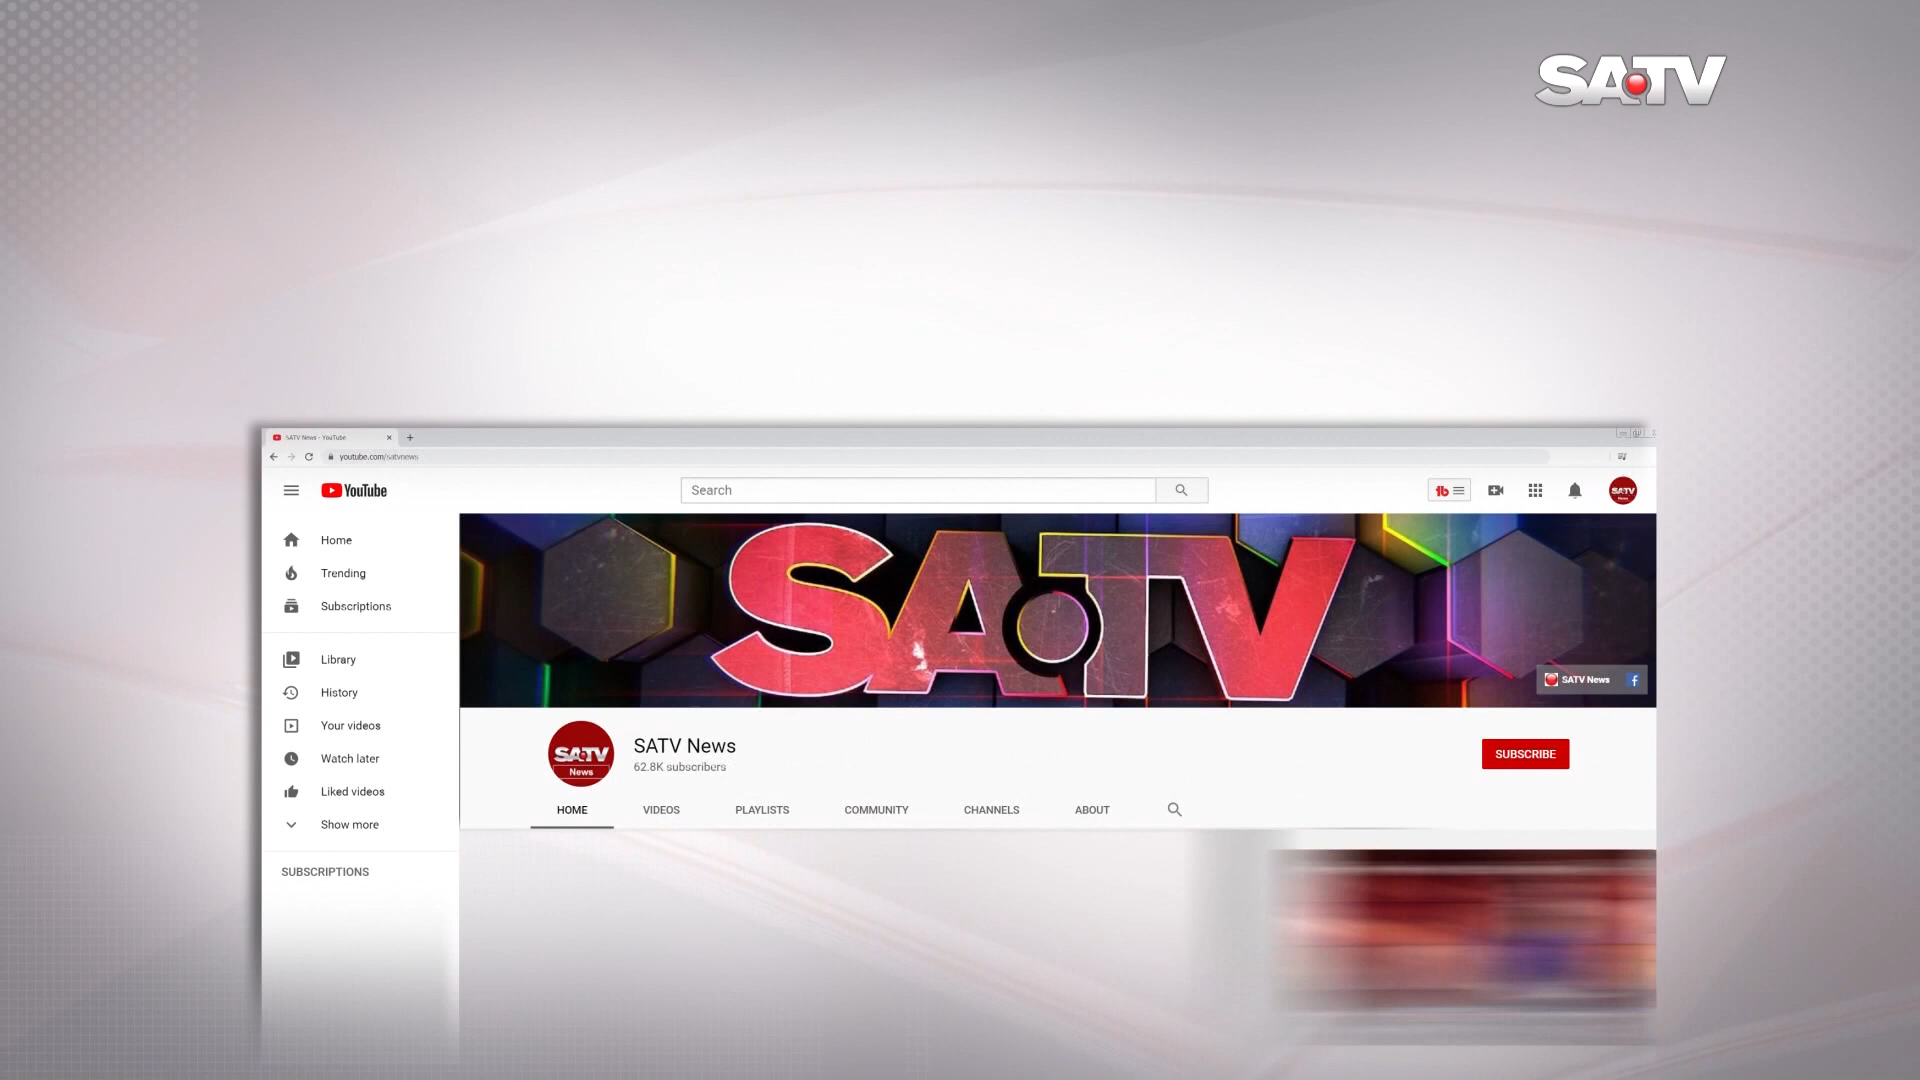 SATV
SATV News - YouTube
youtube.com/satvnews
YouTube
Search
SATV
News
Home
Trending
Subscriptions
Library
History
Your videos
Watch later
Liked videos
Show more
SUBSCRIPTIONS
SATV
SATV News
SATV
News
SATV News
62.8K subscribers
SUBSCRIBE
HOME VIDEOS PLAYLISTS COMMUNITY CHANNELS ABOUT